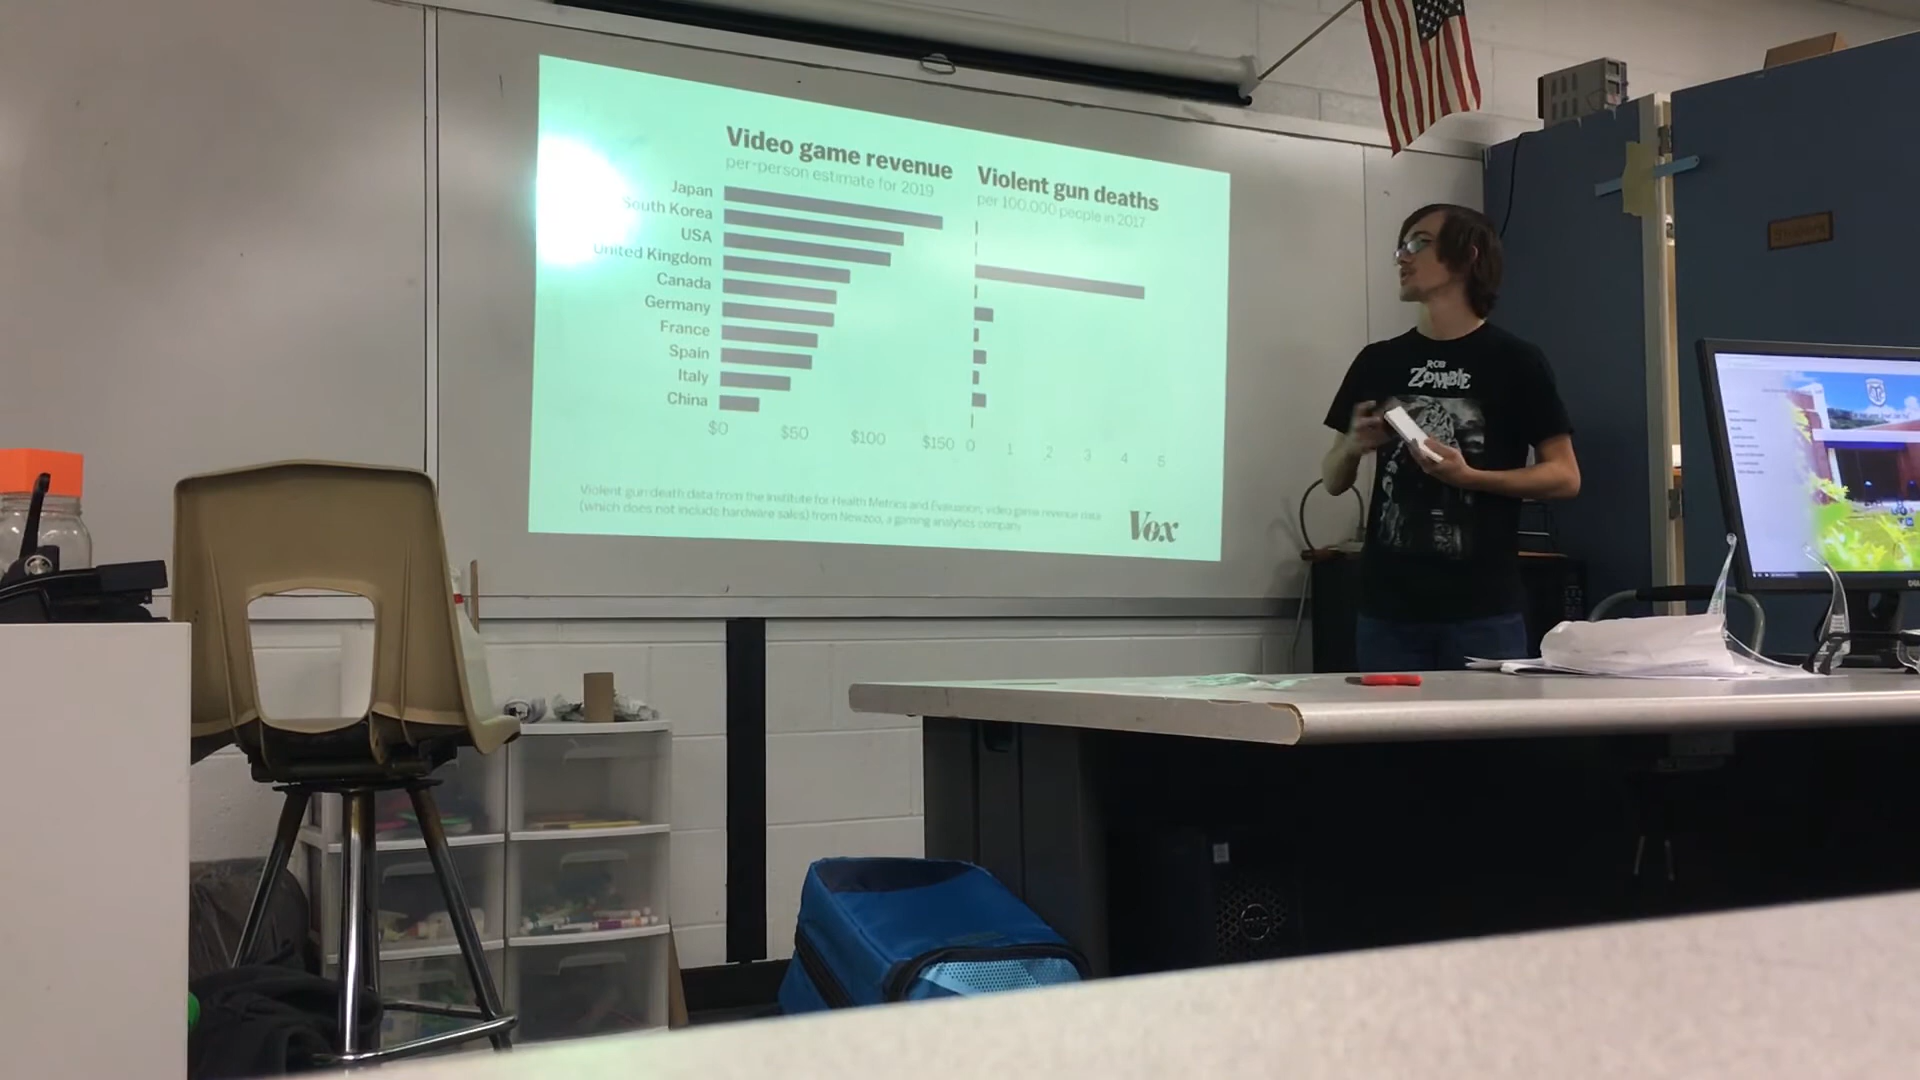 Video game revenue
per-person estimate for 2019
Japan
South Korea
USA
United Kingdom
Canada
Germany
France
Spain
Italy
China
$0 $50 $100 $150
Violent gun deaths
per 100,000 people in 2017
0 1 2 3 4 5
Violent gun death data from the Institute for Health Metrics and Evaluation, video game revenue data
(which does not include hardware sales) from Newzoo, a gaming analytics company
Vox
ROB
ZOMBIE